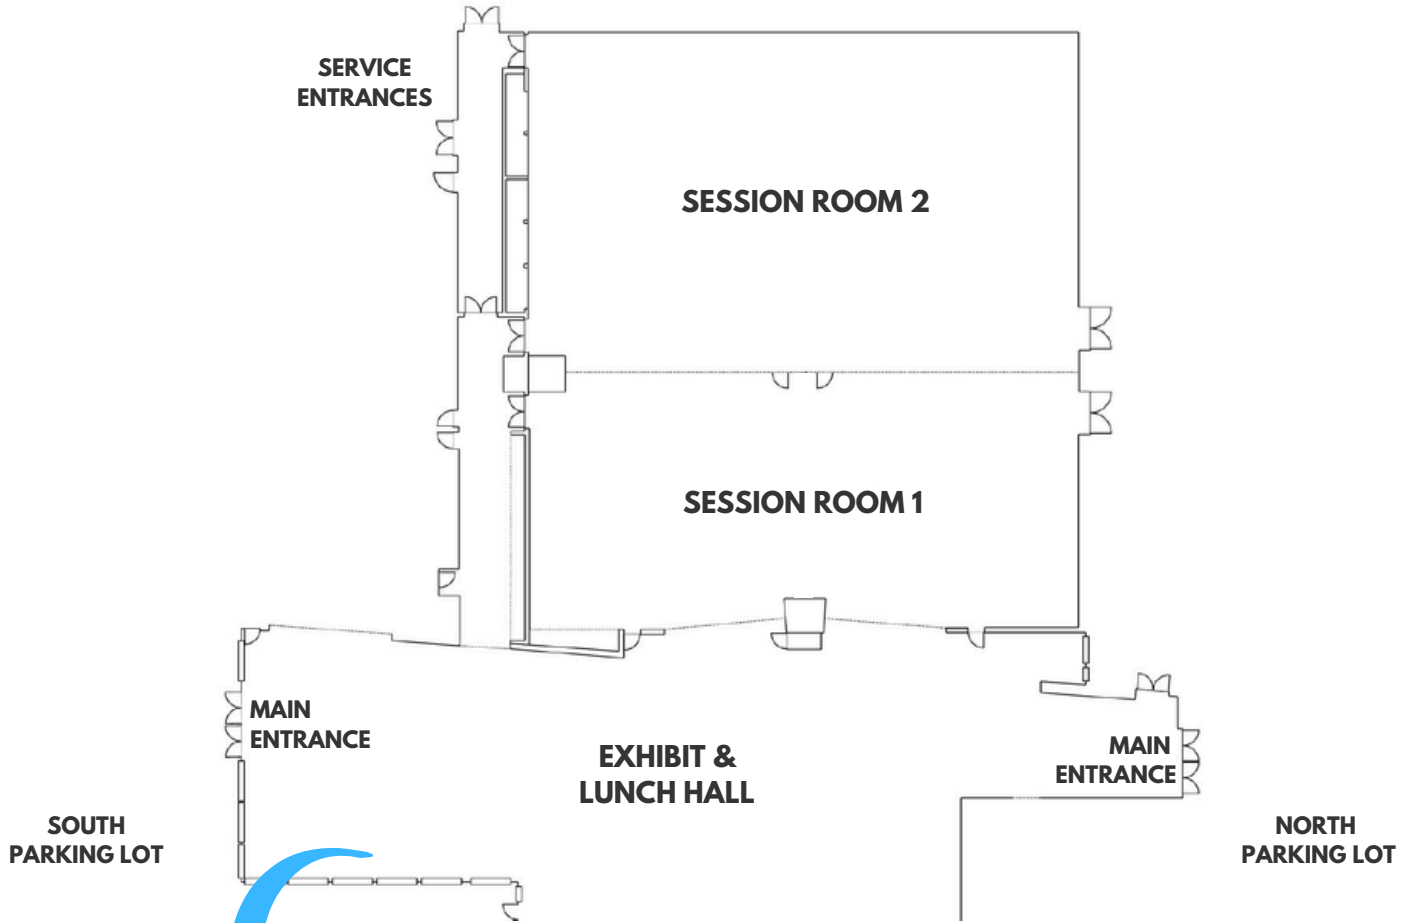 SERVICE
ENTRANCES
SESSION ROOM 2
SESSION ROOM 1
MAIN
ENTRANCE
EXHIBIT &
LUNCH HALL
MAIN
ENTRANCE
SOUTH
PARKING LOT
NORTH
PARKING LOT